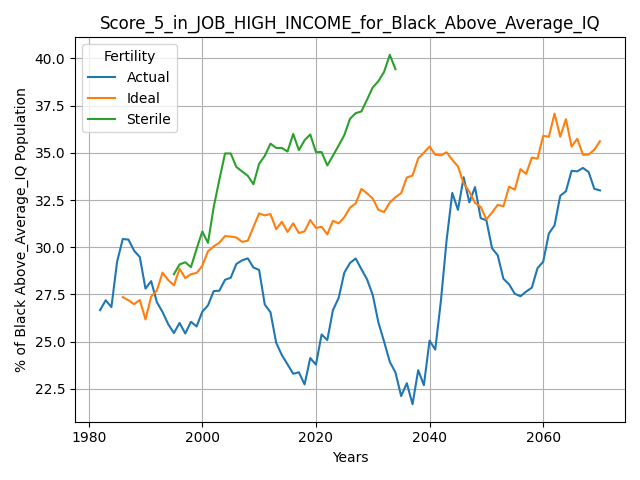 Score_5_in_JOB_HIGH_INCOME_for_Black_Above_Average_IQ
Fertility
Actual
Ideal
Sterile
% of Black Above_Average_IQ Population
40.0
37.5
35.0
32.5
30.0
27.5
25.0
22.5
1980
2000
2020
2040
2060
Years